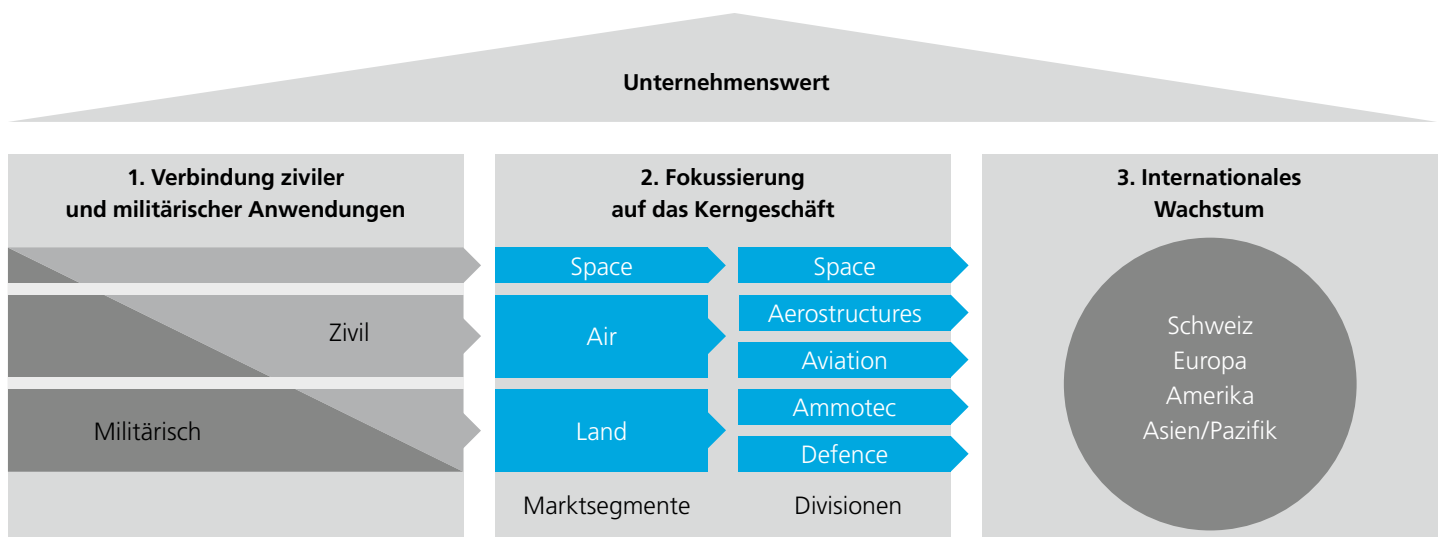 Unternehmenswert
1. Verbindung ziviler
und militärischer Anwendungen
Zivil
Militärisch
2. Fokussierung
auf das Kerngeschäft
Space
Air
Land
Marktsegmente
Space
Aerostructures
Aviation
Ammotec
Defence
Divisionen
3. Internationales
Wachstum
Schweiz
Europa
Amerika
Asien/Pazifik